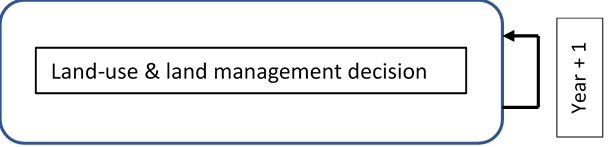 Land-use & land management decision
Year + 1